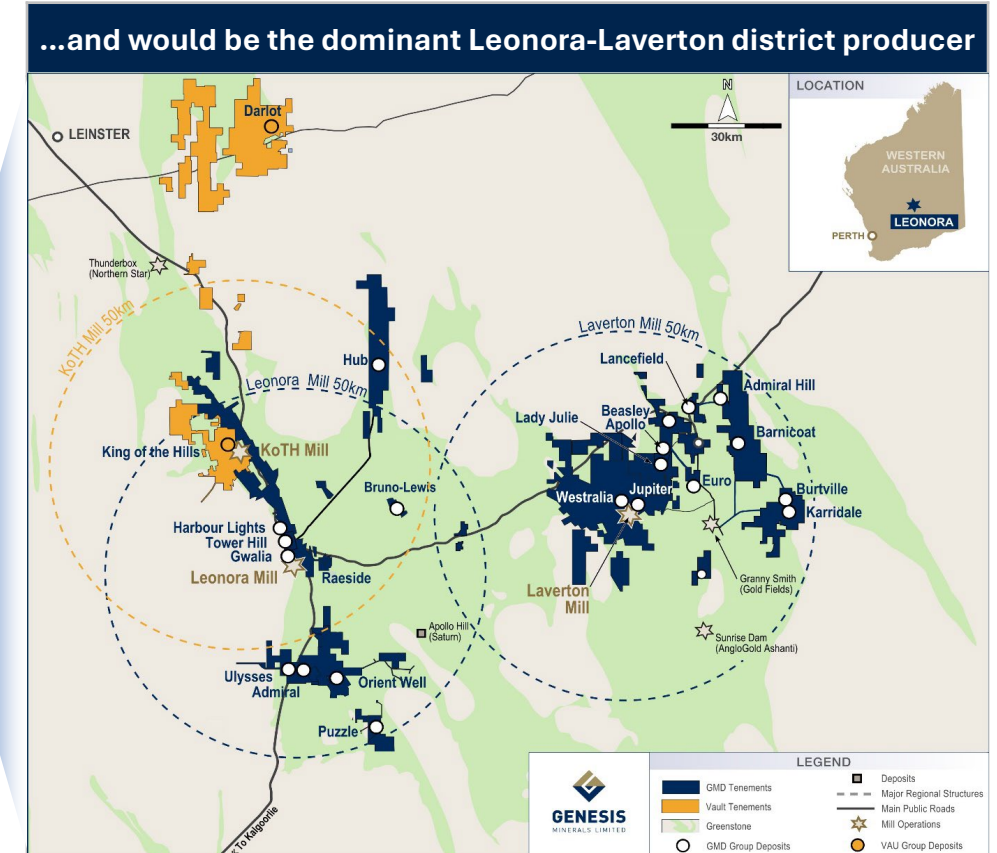 ...and would be the dominant Leonora-Laverton district producer
LOCATION
WESTERN
AUSTRALIA
LEONORA
PERTH
N
30km
Darlot
LEINSTER
Thunderbox
(Northern Star)
KoTH Mill 50km
Hub
Leonora Mill 50km
Laverton Mill 50km
Lancefield
Admiral Hill
Beasley
Lady Julie
Apollo
Barnicoat
King of the Hills
KoTH Mill
Bruno-Lewis
Euro
Westralia
Jupiter
Burtville
Karridale
Harbour Lights
Tower Hill
Gwalia
Leonora Mill
Raeside
Laverton
Mill
Granny Smith
(Gold Fields)
Apollo Hill
(Saturn)
Sunrise Dam
(AngloGold Ashanti)
Ulysses
Admiral
Orient Well
Puzzle
To Kalgoorlie
GENESIS
MINERALS LIMITED
LEGEND
GMD Tenements
Vault Tenements
Greenstone
GMD Group Deposits
Deposits
Major Regional Structures
Main Public Roads
Mill Operations
VAU Group Deposits